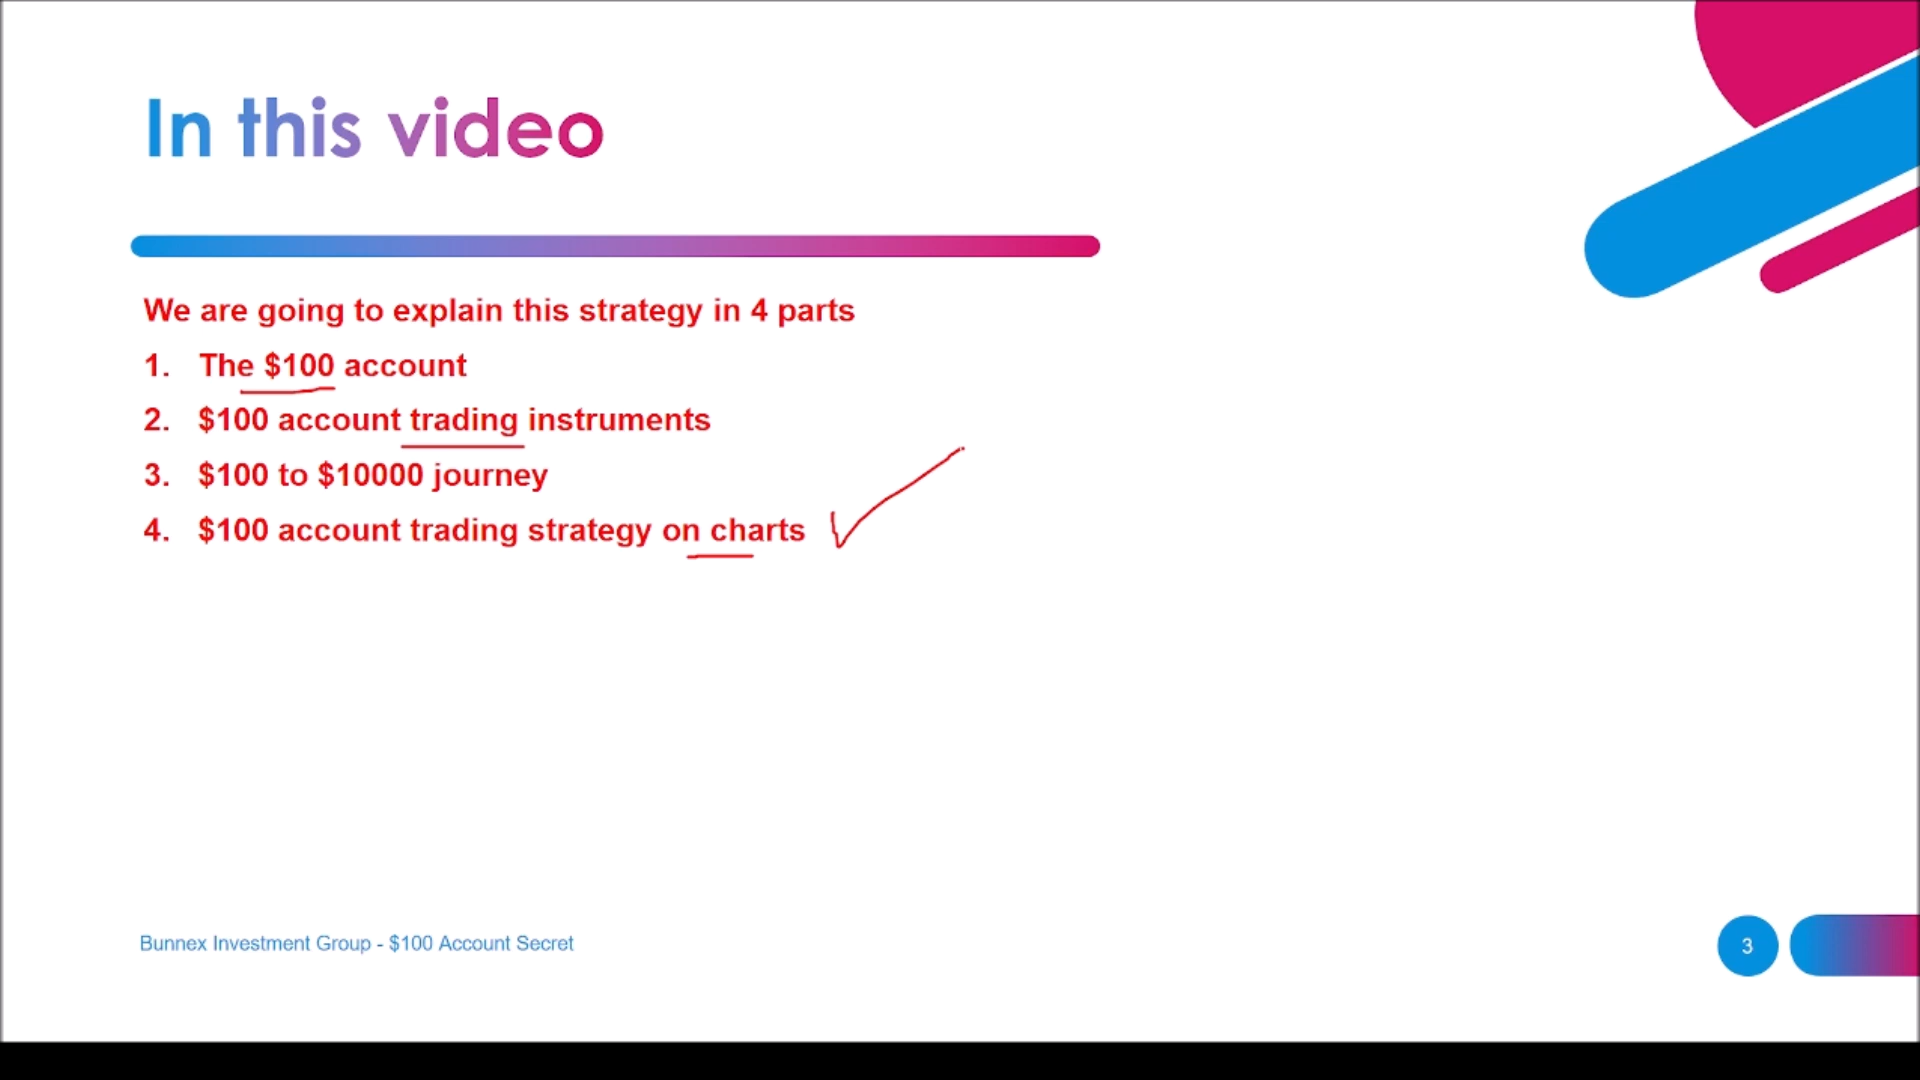 In this video
We are going to explain this strategy in 4 parts
1. The $100 account
2. $100 account trading instruments
3. $100 to $10000 journey
4. $100 account trading strategy on charts
Bunnex Investment Group - $100 Account Secret
3